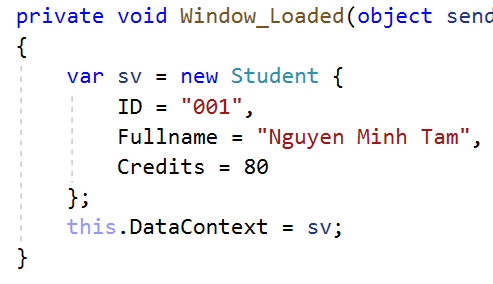 private void Window_Loaded(object send
{
    var sv = new Student {
        ID = "001",
        Fullname = "Nguyen Minh Tam",
        Credits = 80
    };
    this.DataContext = sv;
}